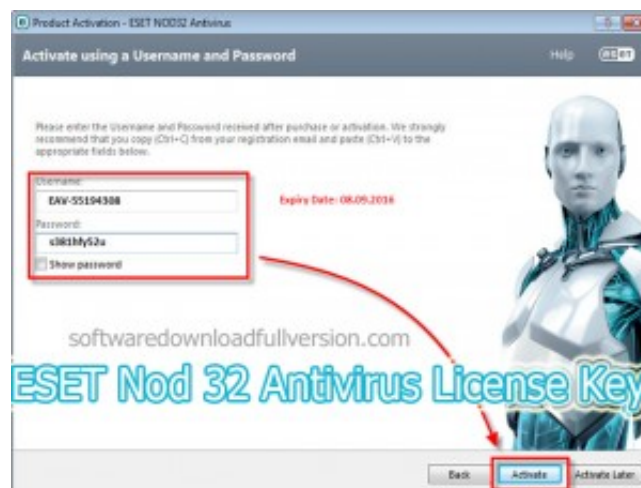 Product Activation - ESET NOD32 Antivirus
Activate using a Username and Password
Help
eset
Please enter the Username and Password received after purchase or activation. We strongly
recommend that you copy (Ctrl+C) from your registration email and paste (Ctrl+V) to the
appropriate fields below.
Username:
EAV-55194308
Expiry Date: 08.09.2016
Password:
s381hfy52u
Show password
softwaredownloadfullversion.com
ESET Nod 32 Antivirus License Key
Back
Activate
Activate Later